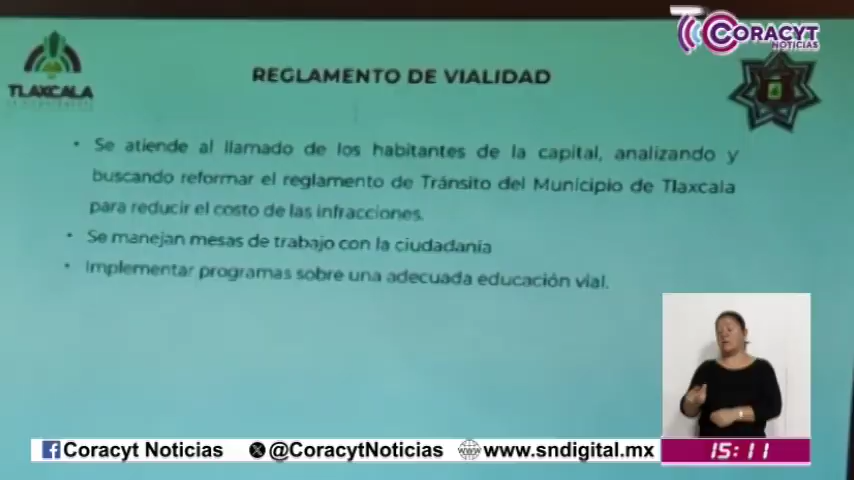 CORACYT
NOTICIAS
TLAXCALA
REGLAMENTO DE VIALIDAD
• Se atiende al llamado de los habitantes de la capital, analizando y
buscando reformar el reglamento de Tránsito del Municipio de Tlaxcala
para reducir el costo de las infracciones.
• Se manejan mesas de trabajo con la ciudadanía
• Implementar programas sobre una adecuada educación vial.
Coracyt Noticias @CoracytNoticias www.sndigital.mx 15:11